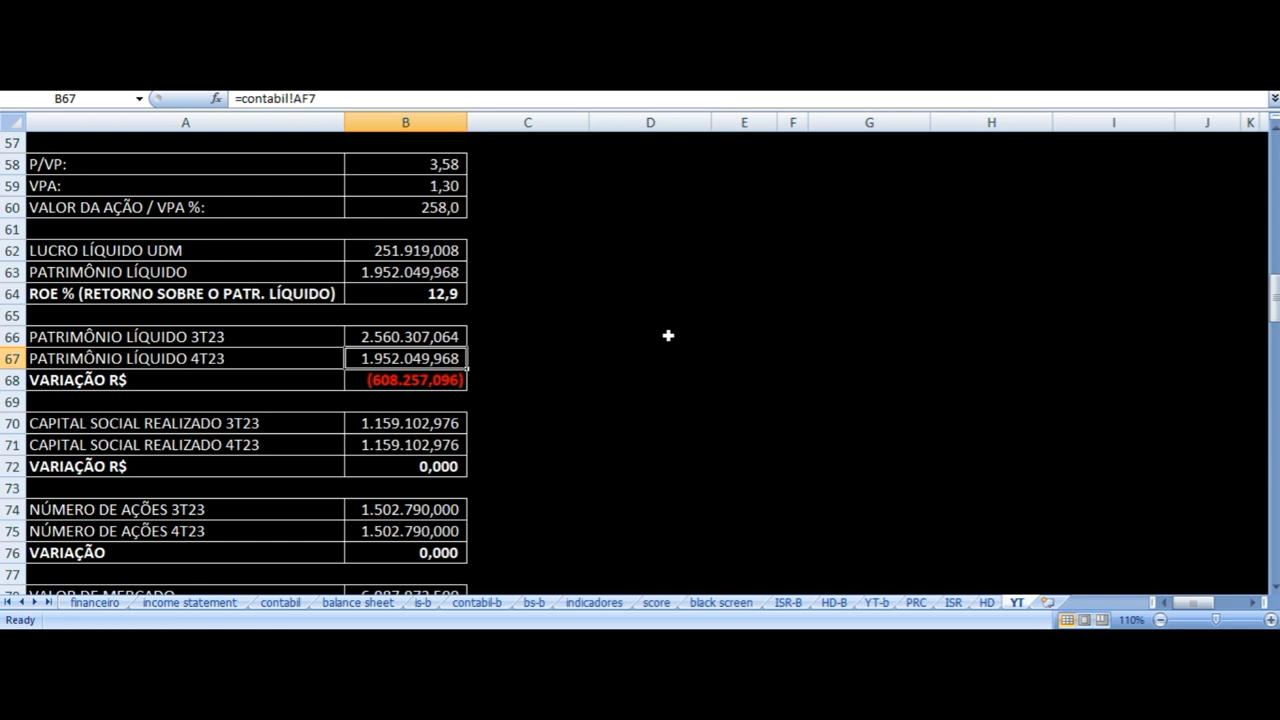 B67 fx =contabil!AF7
A B C D E F G H I J K
57
58 P/VP: 3,58
59 VPA: 1,30
60 VALOR DA AÇÃO / VPA %: 258,0
61
62 LUCRO LÍQUIDO UDM 251.919,008
63 PATRIMÔNIO LÍQUIDO 1.952.049,968
64 ROE % (RETORNO SOBRE O PATR. LÍQUIDO) 12,9
65
66 PATRIMÔNIO LÍQUIDO 3T23 2.560.307,064
67 PATRIMÔNIO LÍQUIDO 4T23 1.952.049,968
68 VARIAÇÃO R$ (608.257,096)
69
70 CAPITAL SOCIAL REALIZADO 3T23 1.159.102,976
71 CAPITAL SOCIAL REALIZADO 4T23 1.159.102,976
72 VARIAÇÃO R$ 0,000
73
74 NÚMERO DE AÇÕES 3T23 1.502.790,000
75 NÚMERO DE AÇÕES 4T23 1.502.790,000
76 VARIAÇÃO 0,000
77
VALOR DE MERCADO
financeiro income statement contabil balance sheet is-b contabil-b bs-b indicadores score black screen ISR-B HD-B YT-b PRC ISR HD YT
Ready 110%